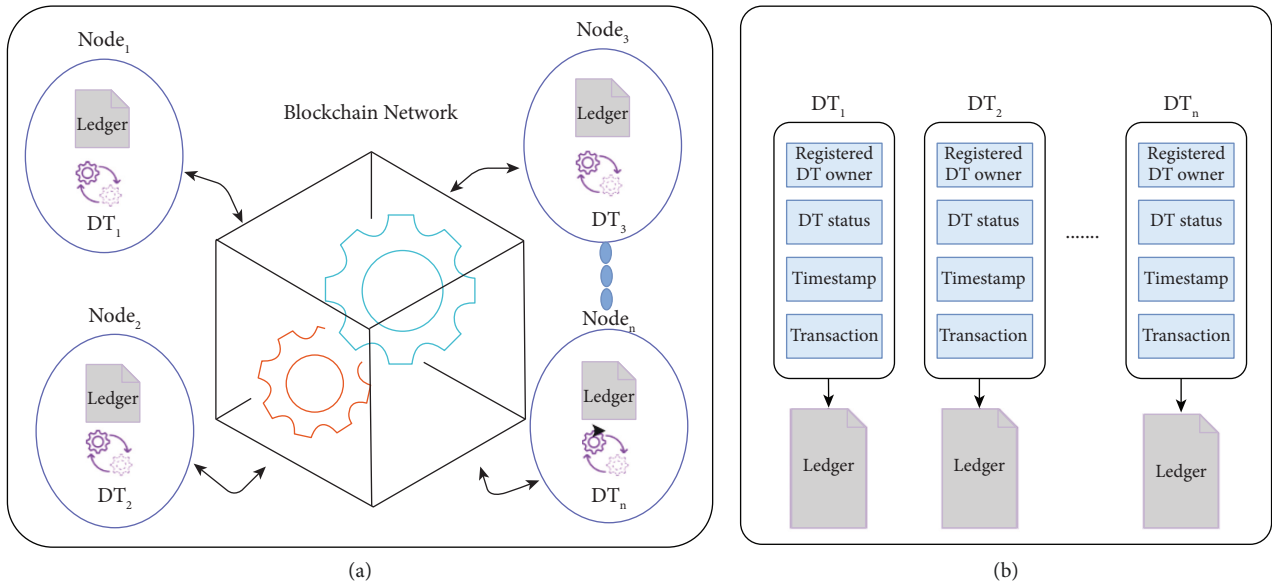 Node₁
Ledger
DT₁
Node₂
Ledger
DT₂
Blockchain Network
Node₃
Ledger
DT₃
Nodeₙ
Ledger
DTₙ
(a)
DT₁
Registered
DT owner
DT status
Timestamp
Transaction
Ledger
DT₂
Registered
DT owner
DT status
Timestamp
Transaction
Ledger
.......
DTₙ
Registered
DT owner
DT status
Timestamp
Transaction
Ledger
(b)